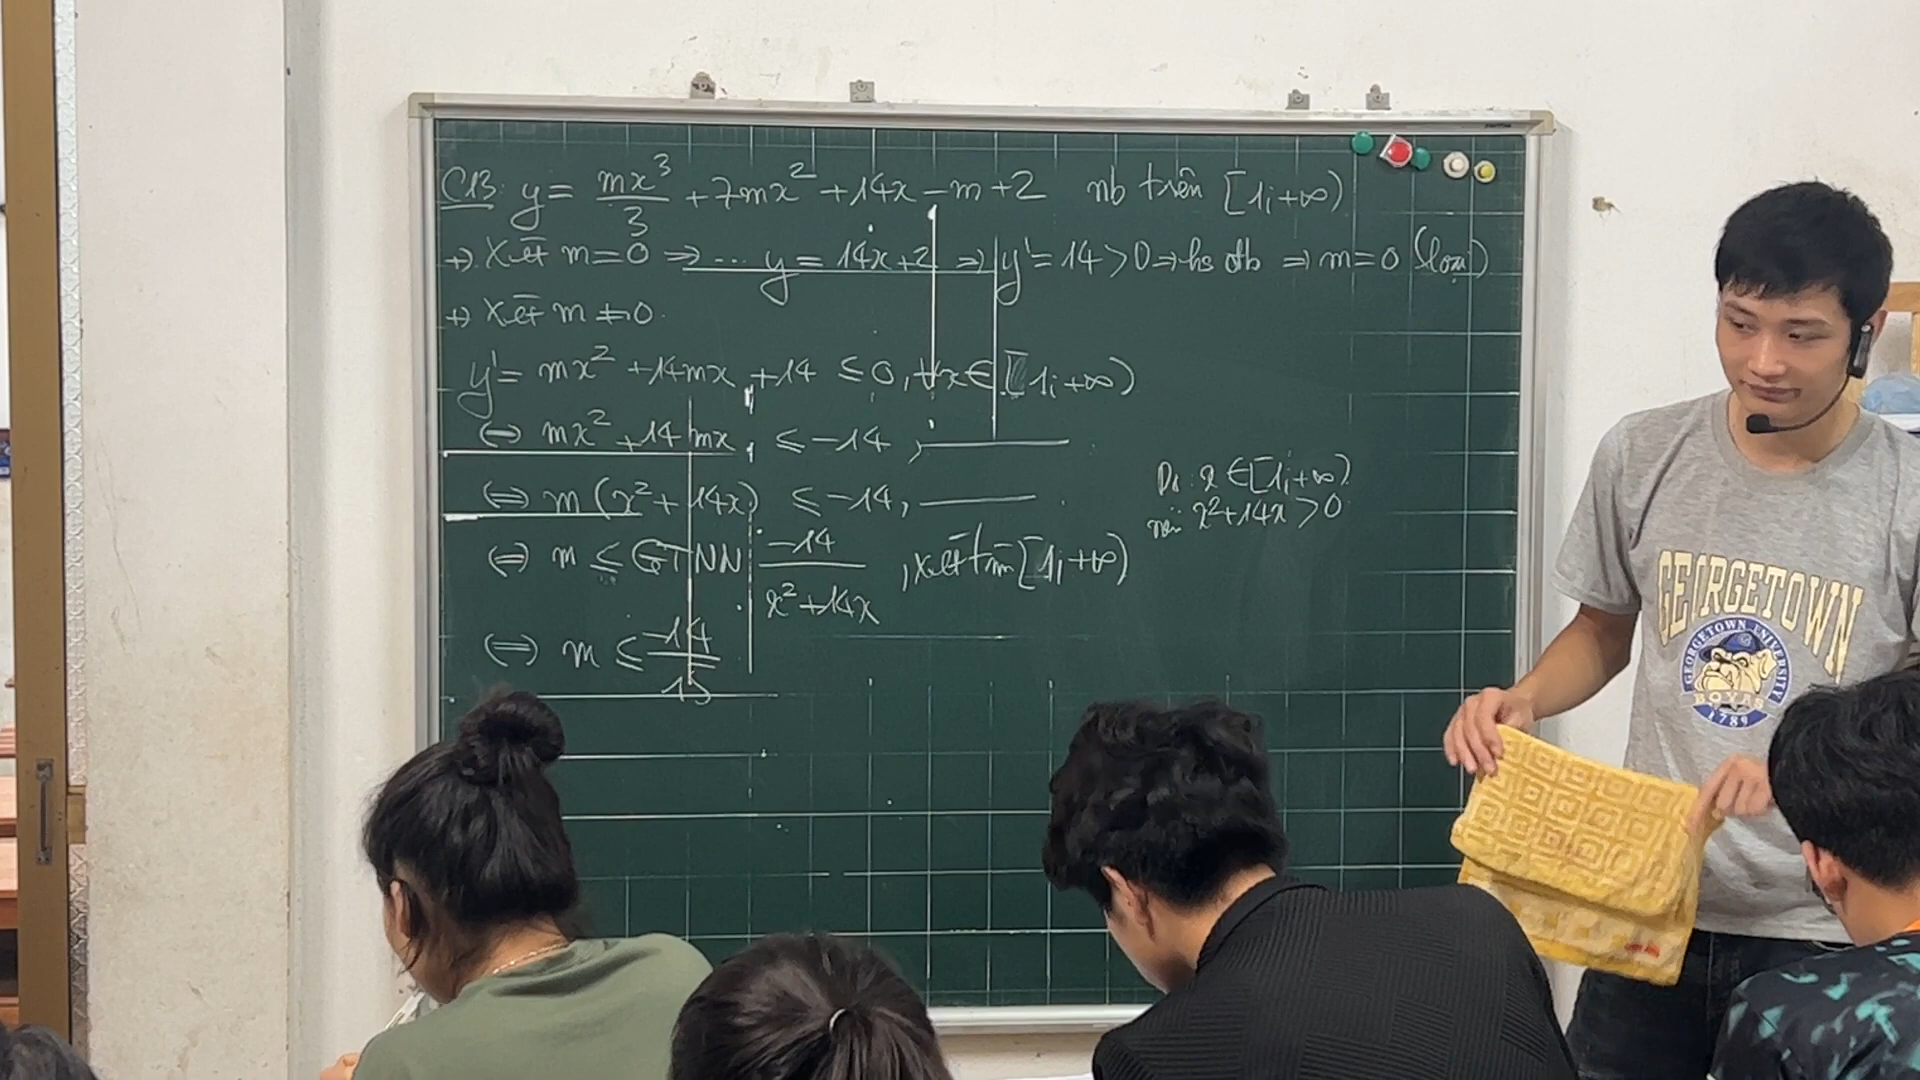 C13: y = mx³/3 + 7mx² + 14x - m + 2 nb trên [1; +∞)
+) Xét m = 0 ⇒ ... y = 14x + 2 ⇒ y' = 14 > 0 ⇒ hs đb ⇒ m = 0 (loại)
+) Xét m ≠ 0
y' = mx² + 14mx + 14 ≤ 0, ∀x ∈ [1; +∞)
⇔ mx² + 14mx ≤ -14, ———
⇔ m(x² + 14x) ≤ -14, ———
Do x ∈ [1; +∞)
nên x² + 14x > 0
⇔ m ≤ GTNN -14/(x² + 14x), xét trên [1; +∞)
⇔ m ≤ -14/15
GEORGETOWN
GEORGETOWN UNIVERSITY
HOYAS
1789